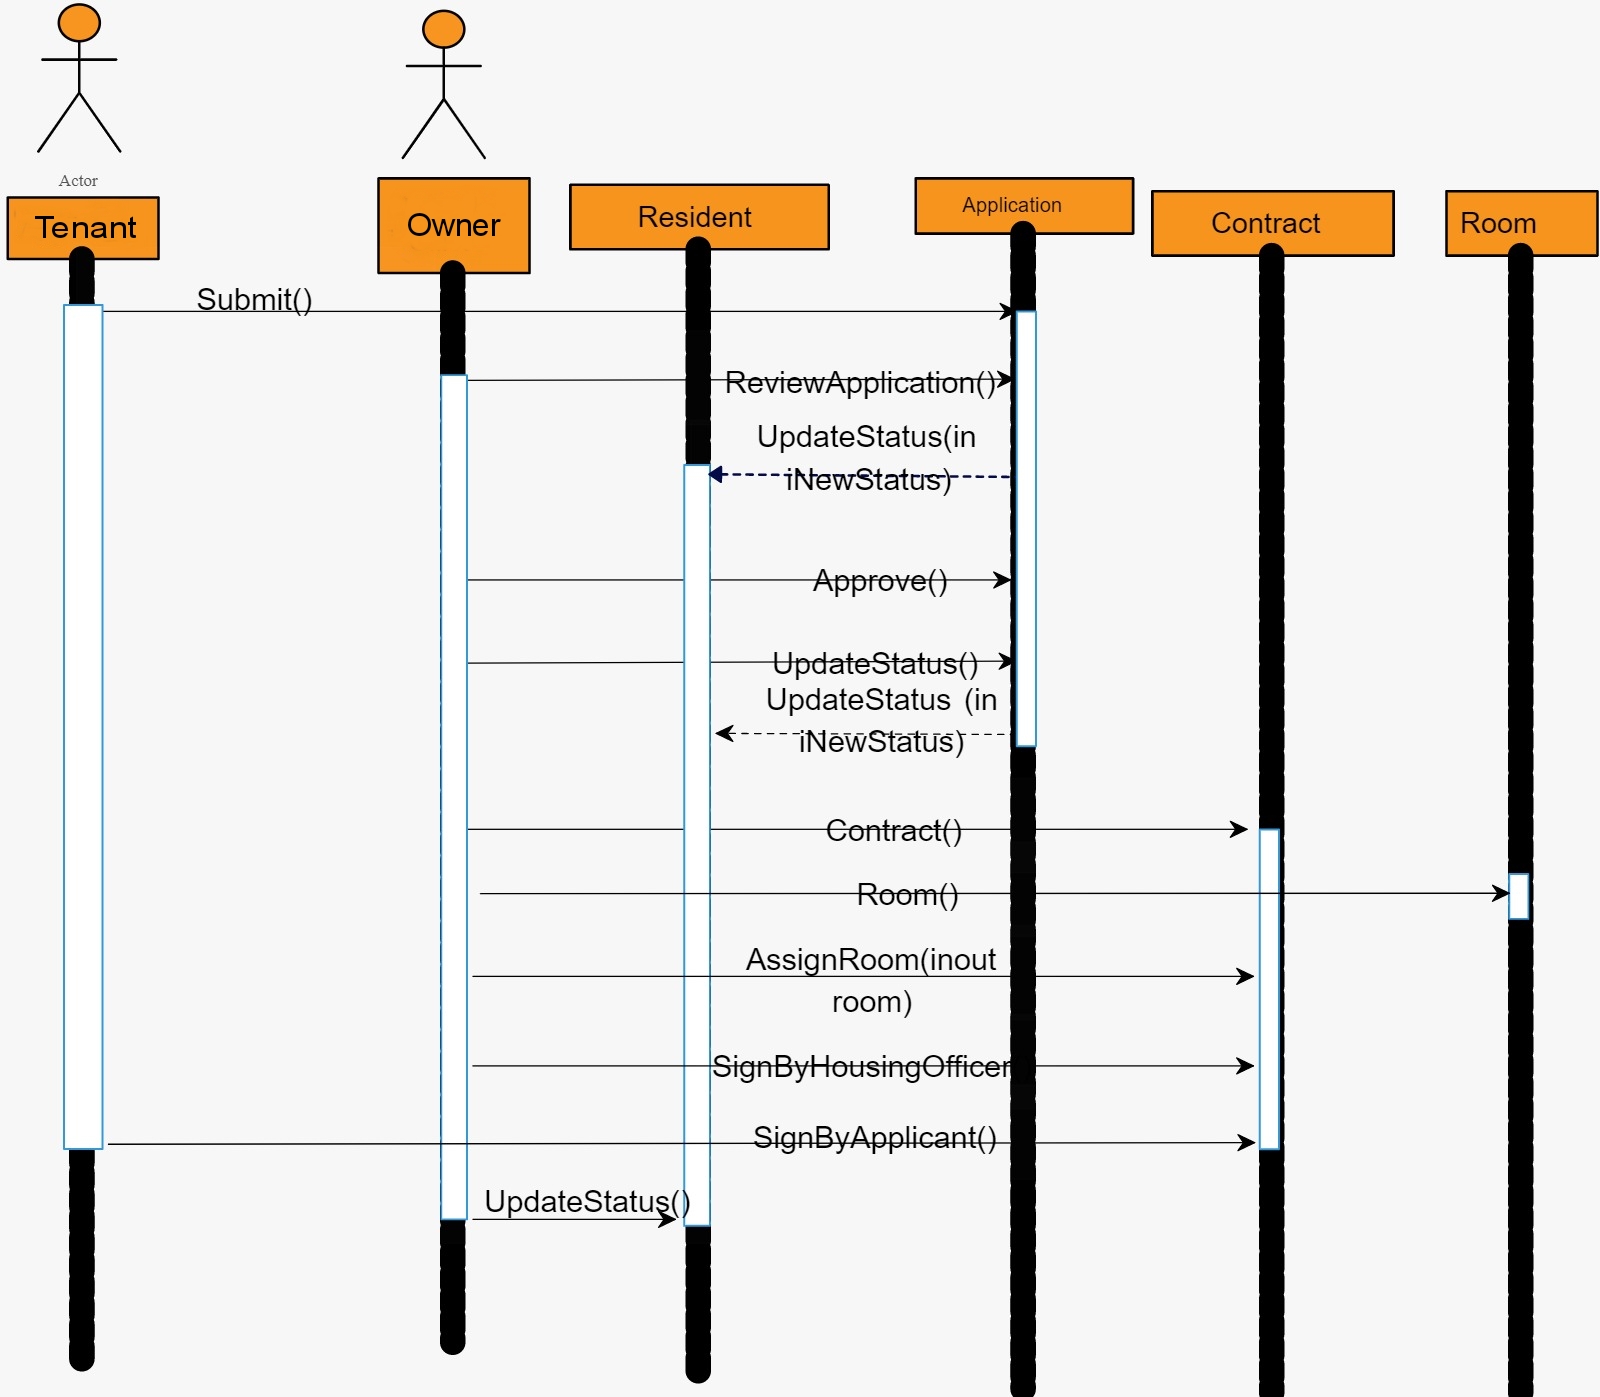 Actor
Tenant
Owner
Resident
Application
Contract
Room
Submit()
ReviewApplication()
UpdateStatus(in
iNewStatus)
Approve()
UpdateStatus()
UpdateStatus (in
iNewStatus)
Contract()
Room()
AssignRoom(inout
room)
SignByHousingOfficer()
SignByApplicant()
UpdateStatus()